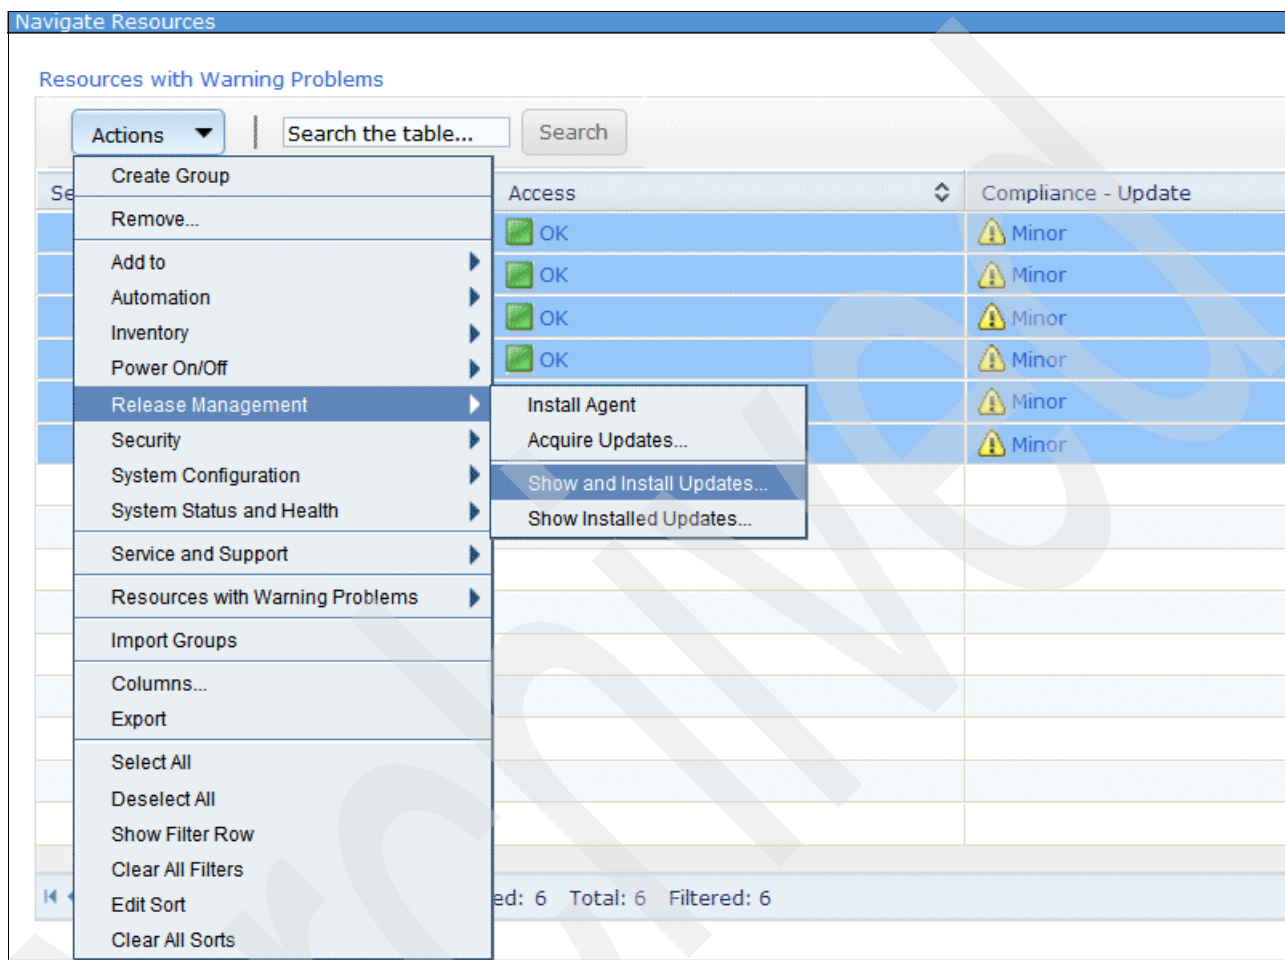 Navigate Resources
Resources with Warning Problems
Actions
Search the table...
Search
Create Group
Se
Access
Compliance - Update
Remove...
OK
Minor
Add to
OK
Minor
Automation
Inventory
OK
Minor
Power On/Off
OK
Minor
Release Management
Install Agent
Minor
Security
Acquire Updates...
Minor
System Configuration
Show and Install Updates...
System Status and Health
Show Installed Updates...
Service and Support
Resources with Warning Problems
Import Groups
Columns...
Export
Select All
Deselect All
Show Filter Row
Clear All Filters
Edit Sort
ed: 6 Total: 6 Filtered: 6
Clear All Sorts